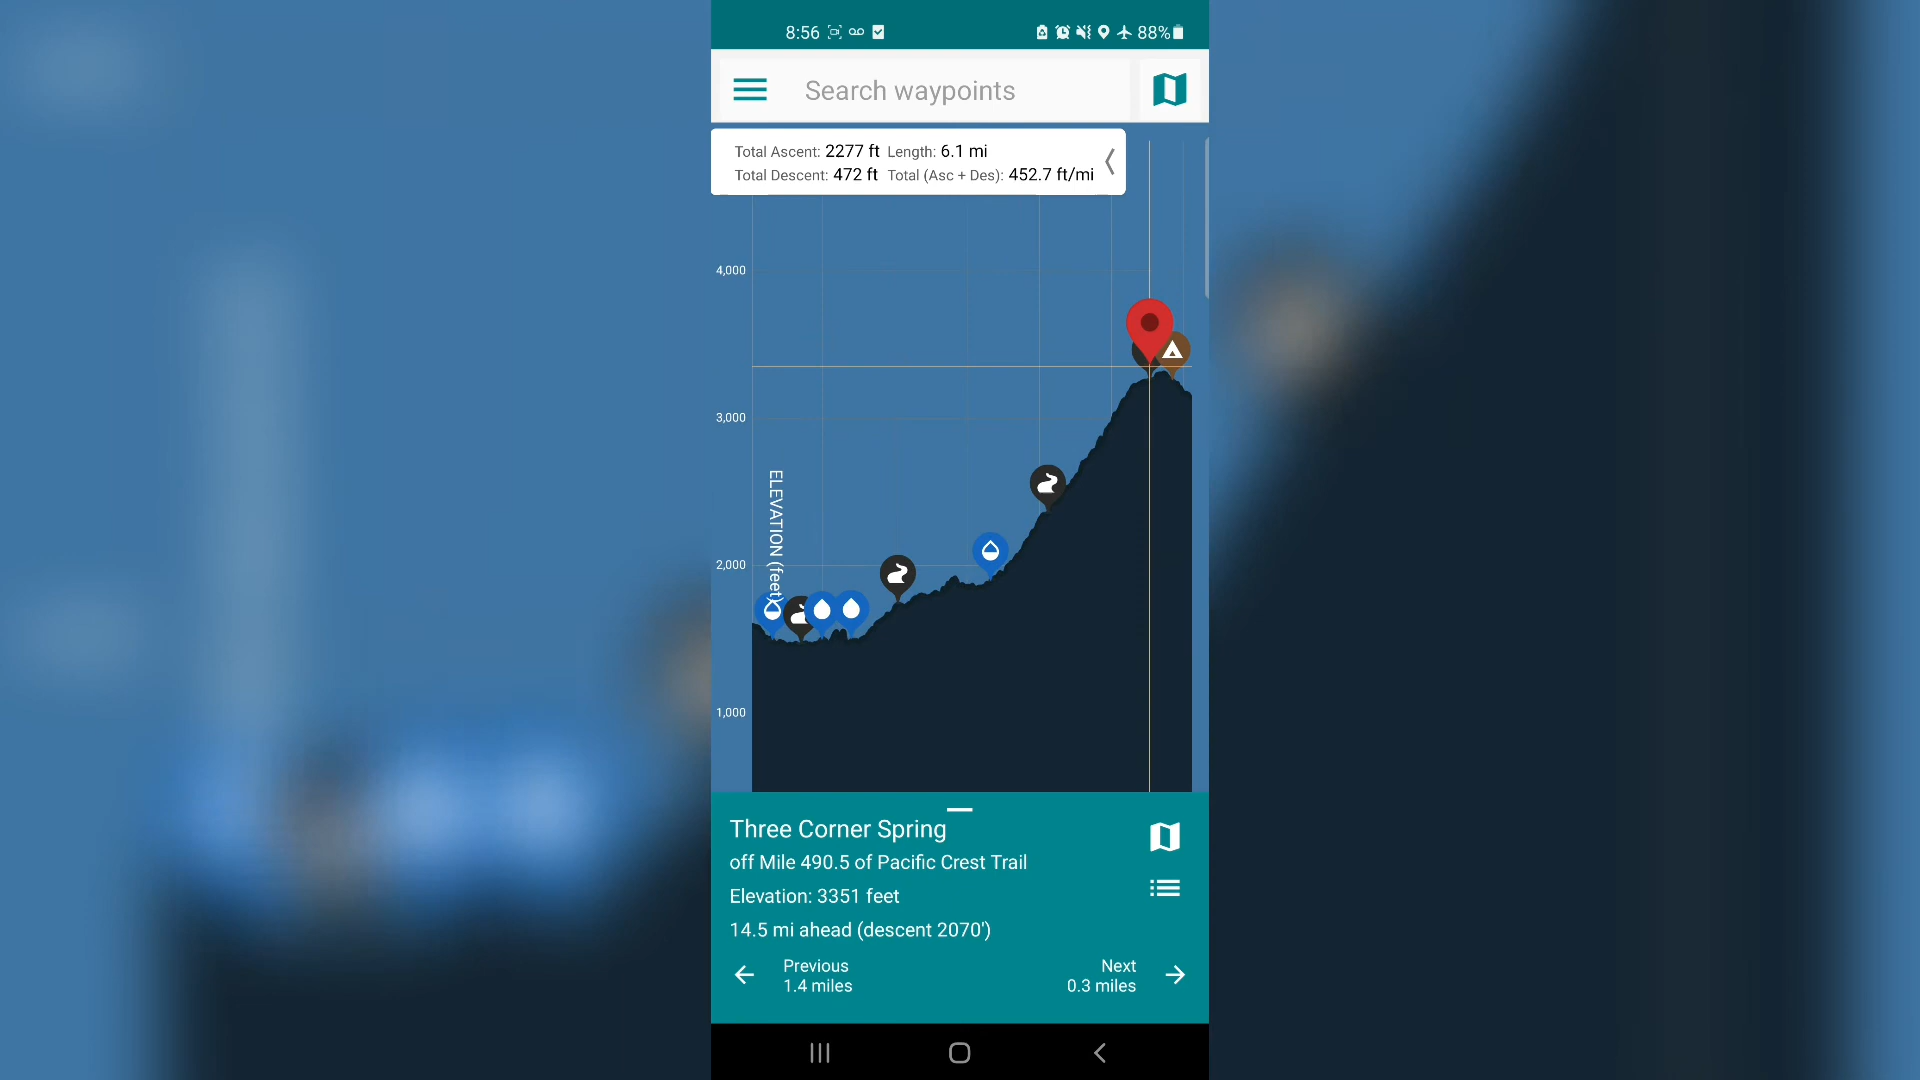 8:56 88%
Search waypoints
Total Ascent: 2277 ft Length: 6.1 mi
Total Descent: 472 ft Total (Asc + Des): 452.7 ft/mi
4,000
3,000
ELEVATION (feet)
2,000
1,000
Three Corner Spring
off Mile 490.5 of Pacific Crest Trail
Elevation: 3351 feet
14.5 mi ahead (descent 2070')
Previous
1.4 miles
Next
0.3 miles